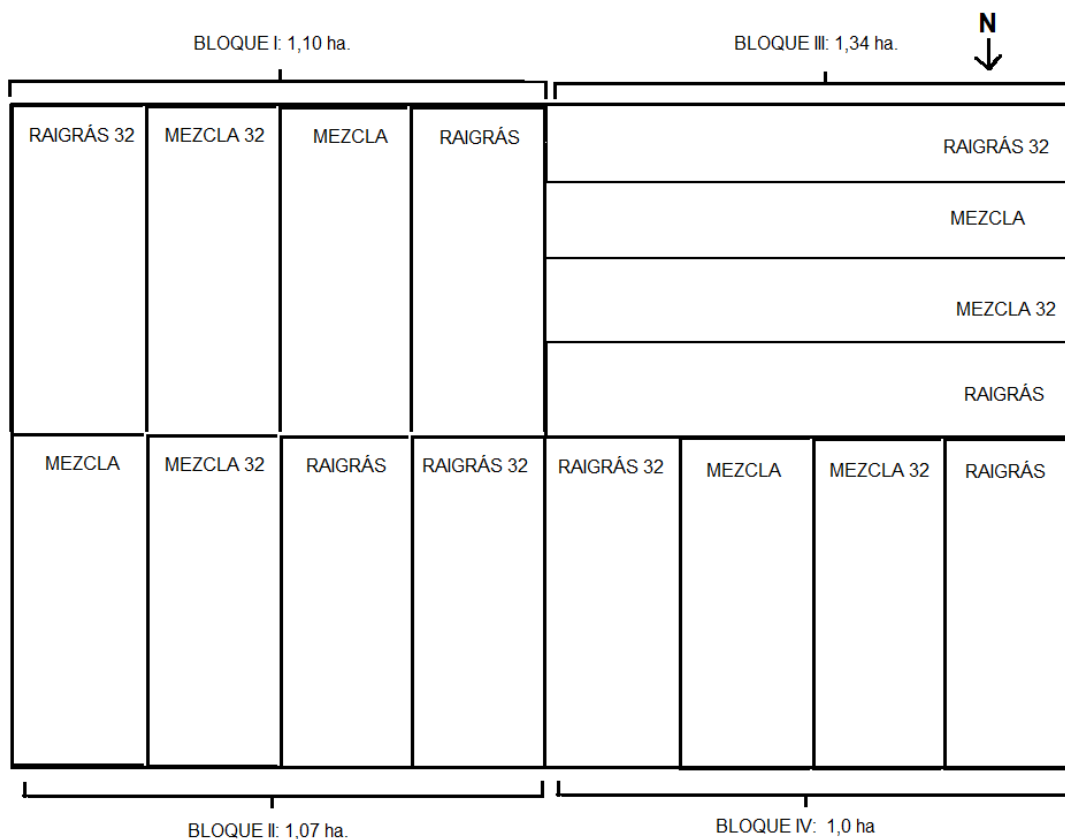 N
BLOQUE I: 1,10 ha.
BLOQUE III: 1,34 ha.
RAIGRÁS 32
MEZCLA 32
MEZCLA
RAIGRÁS
RAIGRÁS 32
MEZCLA
MEZCLA 32
RAIGRÁS
MEZCLA
MEZCLA 32
RAIGRÁS
RAIGRÁS 32
RAIGRÁS 32
MEZCLA
MEZCLA 32
RAIGRÁS
BLOQUE II: 1,07 ha.
BLOQUE IV: 1,0 ha